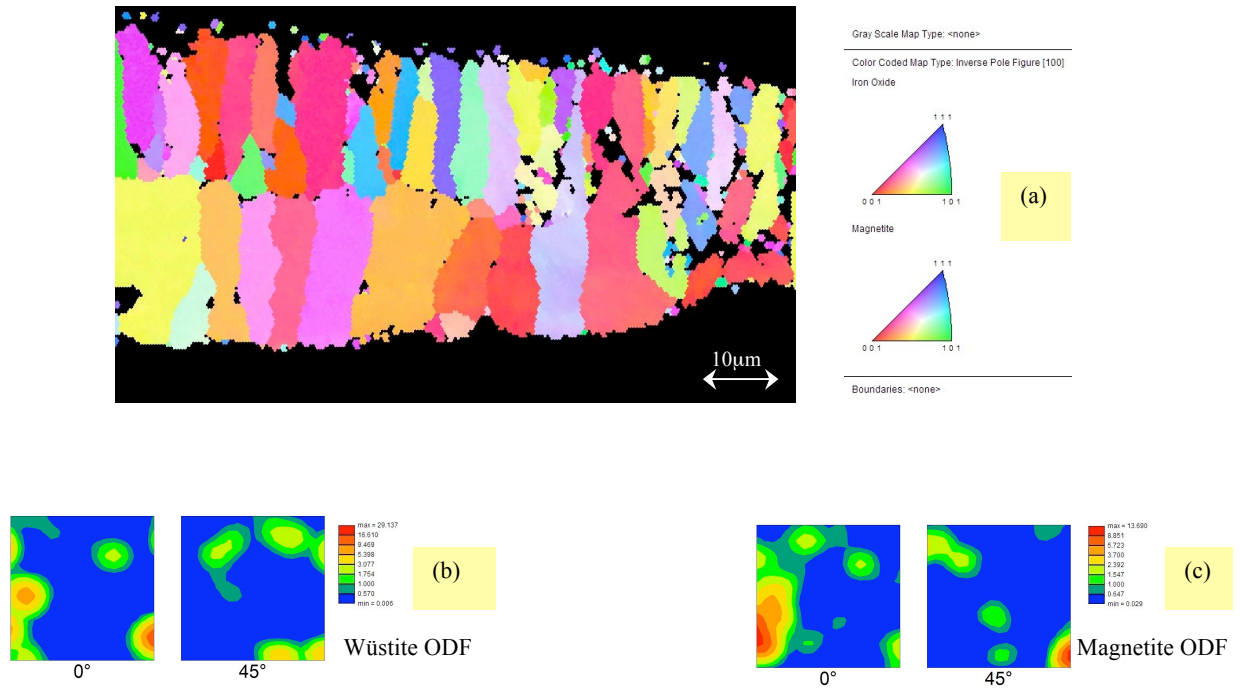 Gray Scale Map Type: <none>
Color Coded Map Type: Inverse Pole Figure [100]
Iron Oxide
1 1 1
0 0 1
1 0 1
(a)
Magnetite
1 1 1
0 0 1
1 0 1
10μm
Boundaries: <none>
max = 29.137
16.610
9.469
5.398
3.077
1.754
1.000
0.570
min = 0.006
(b)
Wüstite ODF
0°
45°
max = 13.690
8.851
5.723
3.700
2.392
1.547
1.000
0.647
min = 0.029
(c)
Magnetite ODF
0°
45°